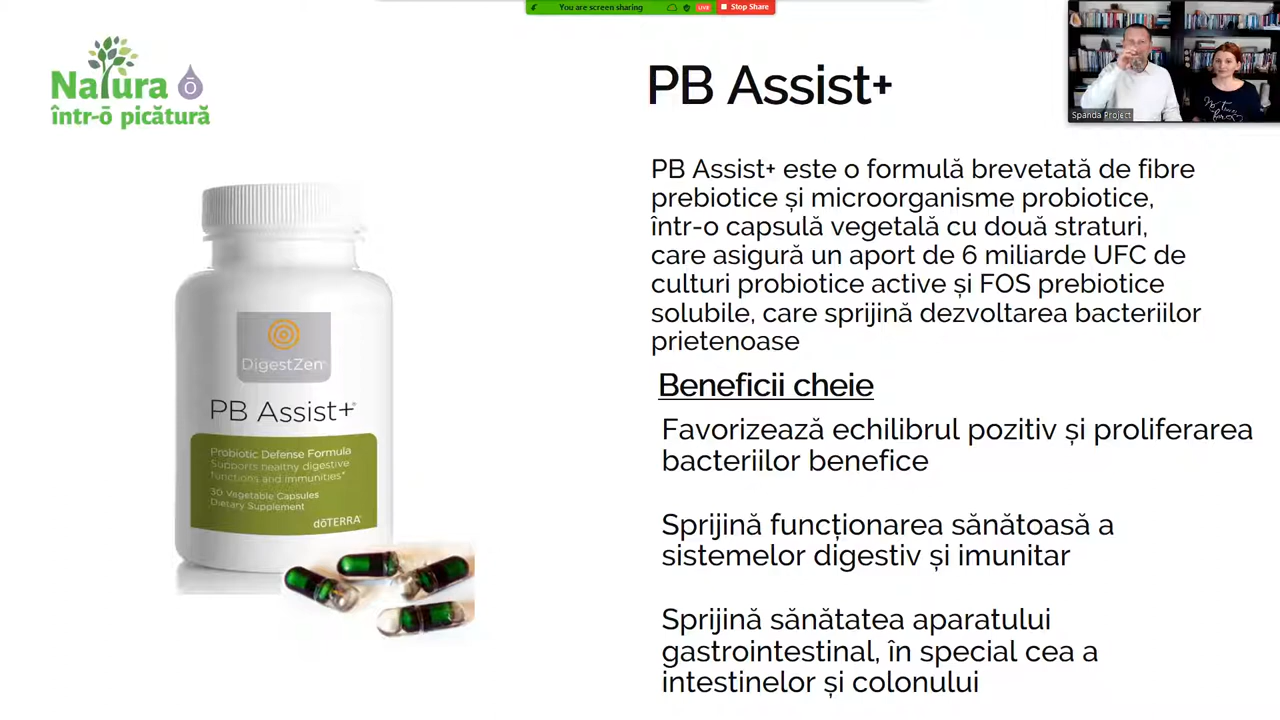 You are screen sharing
LIVE
Stop Share
Natura
într-ō picătură
ō
PB Assist+
Spanda Project
PB Assist+ este o formulă brevetată de fibre
prebiotice și microorganisme probiotice,
într-o capsulă vegetală cu două straturi,
care asigură un aport de 6 miliarde UFC de
culturi probiotice active și FOS prebiotice
solubile, care sprijină dezvoltarea bacteriilor
prietenoase
Beneficii cheie
Favorizează echilibrul pozitiv și proliferarea
bacteriilor benefice
Sprijină funcționarea sănătoasă a
sistemelor digestiv și imunitar
Sprijină sănătatea aparatului
gastrointestinal, în special cea a
intestinelor și colonului
DigestZen
PB Assist+
Probiotic Defense Formula
Supports healthy digestive
functions and immunities*
30 Vegetable Capsules
Dietary Supplement
dōTERRA